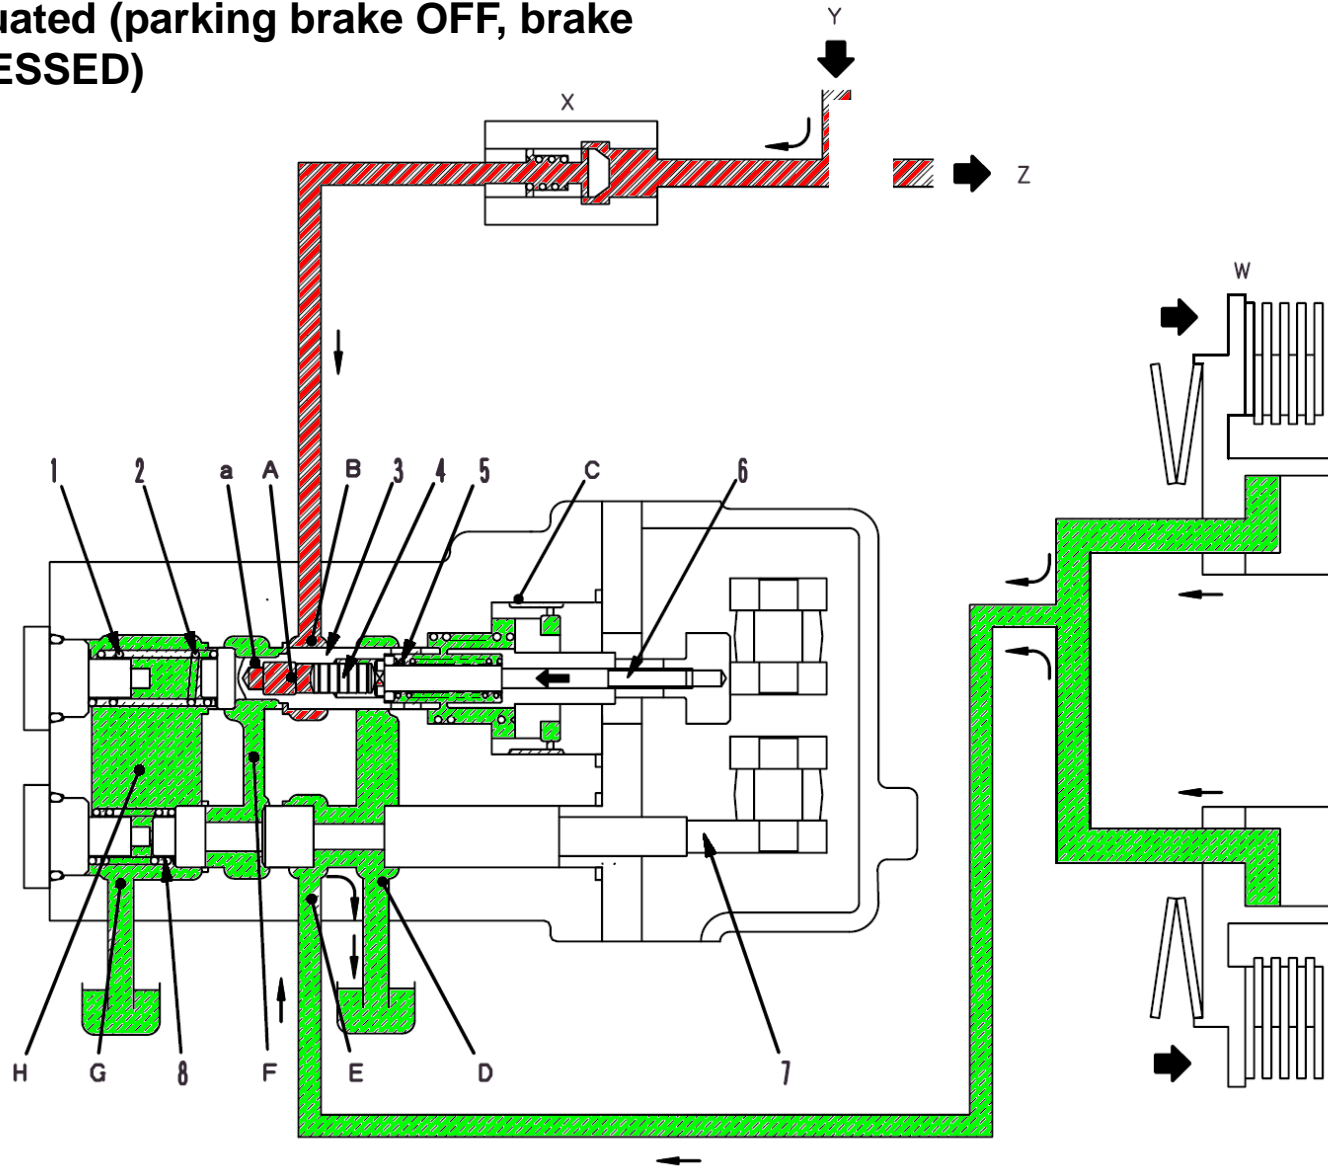 uated (parking brake OFF, brake
ESSED)
Y
X
Z
W
1 2 a A B 3 4 5 C 6
H G 8 F E D 7